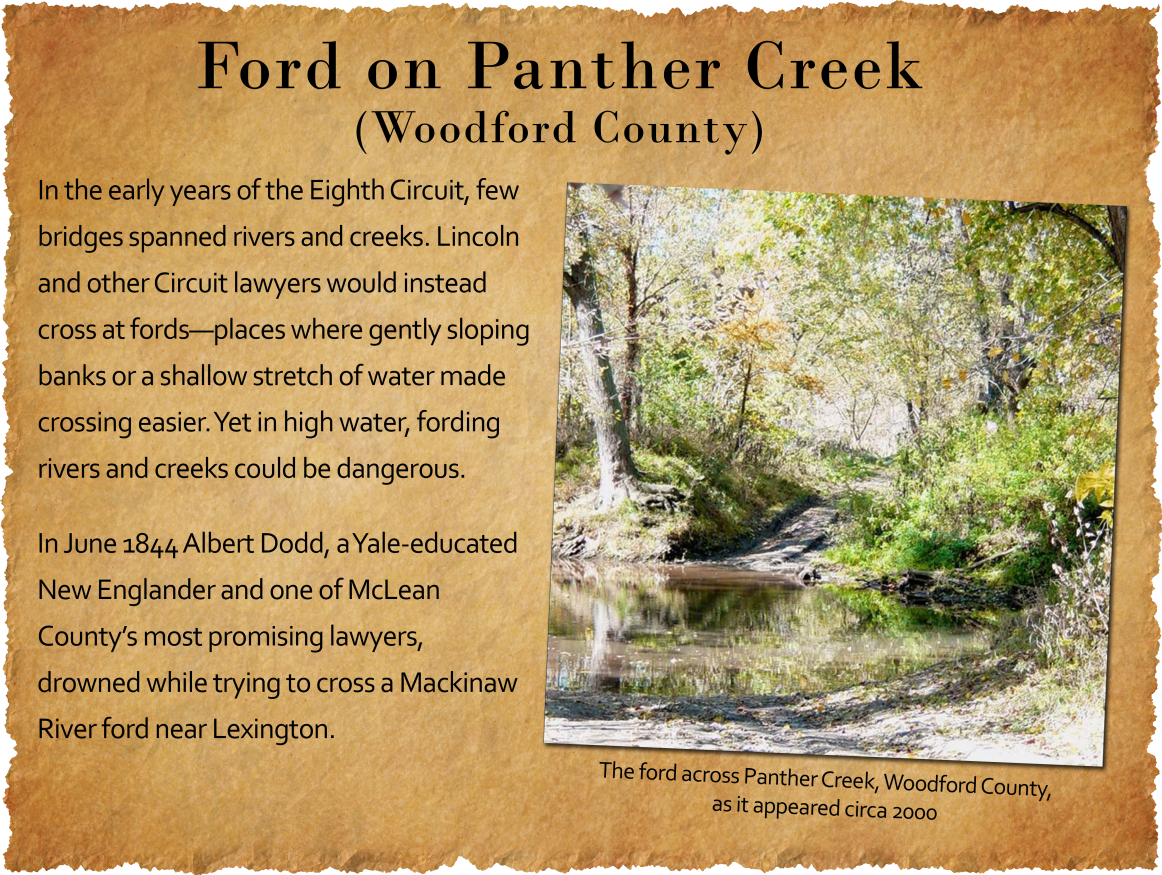 Ford on Panther Creek
(Woodford County)
In the early years of the Eighth Circuit, few
bridges spanned rivers and creeks. Lincoln
and other Circuit lawyers would instead
cross at fords—places where gently sloping
banks or a shallow stretch of water made
crossing easier. Yet in high water, fording
rivers and creeks could be dangerous.
In June 1844 Albert Dodd, a Yale-educated
New Englander and one of McLean
County’s most promising lawyers,
drowned while trying to cross a Mackinaw
River ford near Lexington.
The ford across Panther Creek, Woodford County,
as it appeared circa 2000